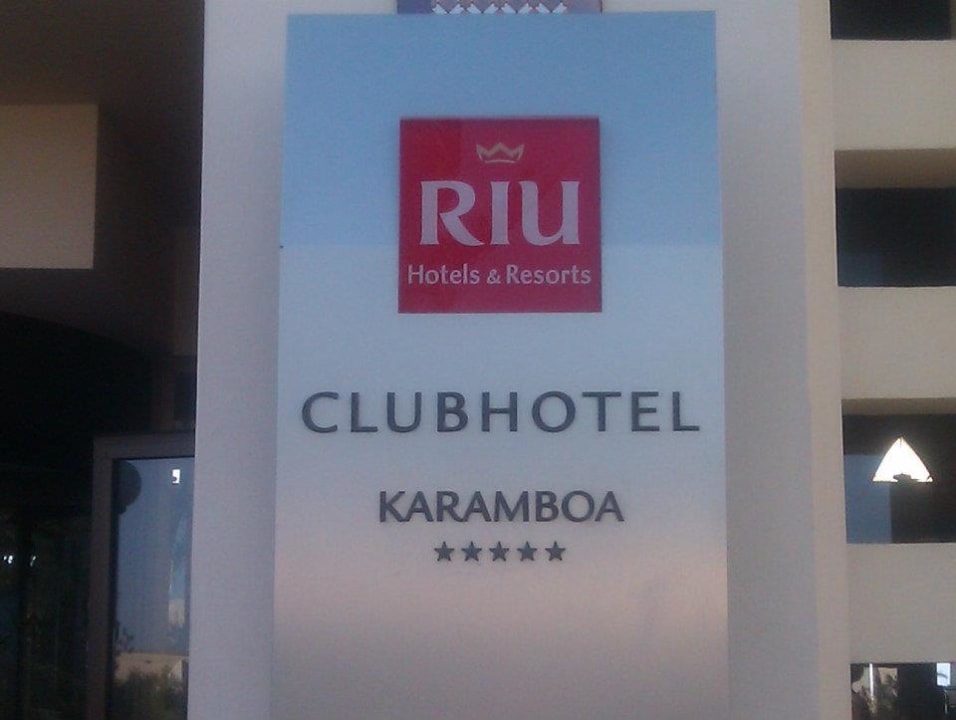 RIU
Hotels & Resorts
CLUBHOTEL
KARAMBOA
★★★★★